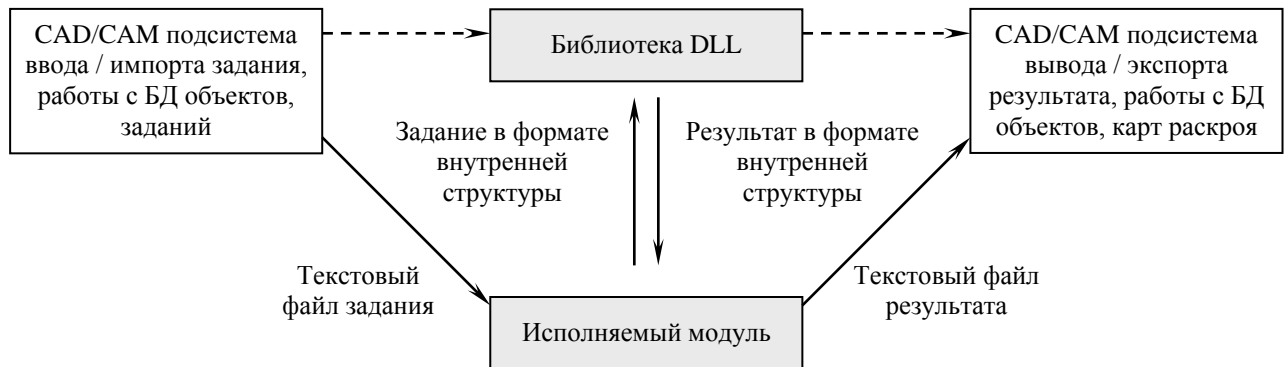 CAD/CAM подсистема
ввода / импорта задания,
работы с БД объектов,
заданий
Библиотека DLL
CAD/CAM подсистема
вывода / экспорта
результата, работы с БД
объектов, карт раскроя
Задание в формате
внутренней
структуры
Результат в формате
внутренней
структуры
Текстовый
файл задания
Текстовый файл
результата
Исполняемый модуль